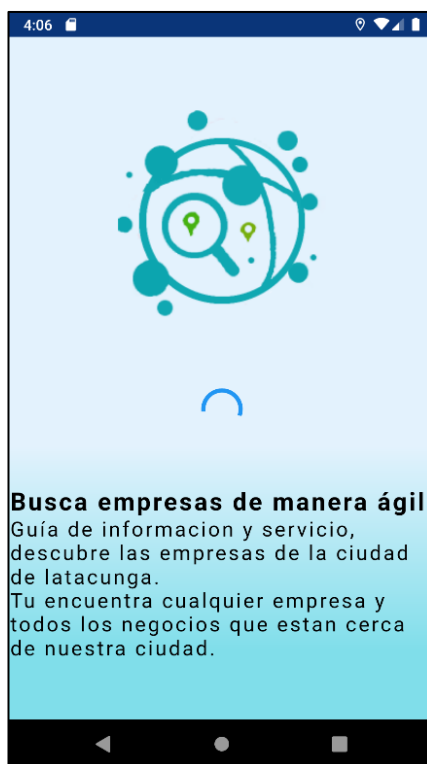 4:06
Busca empresas de manera ágil
Guía de informacion y servicio,
descubre las empresas de la ciudad
de latacunga.
Tu encuentra cualquier empresa y
todos los negocios que estan cerca
de nuestra ciudad.